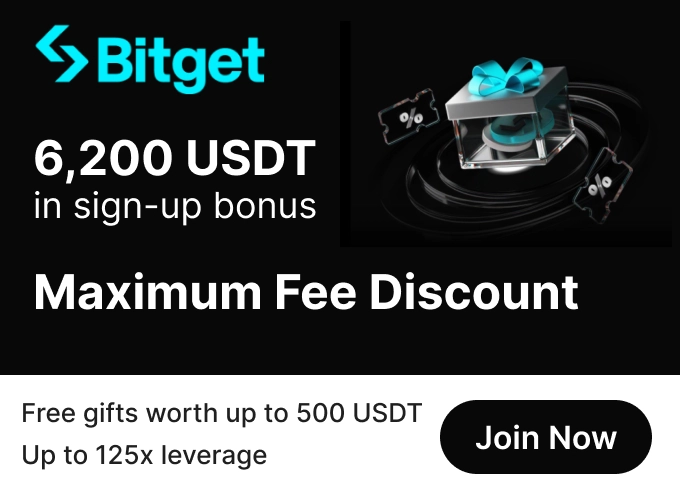 Bitget
6,200 USDT
in sign-up bonus
%
%
Maximum Fee Discount
Free gifts worth up to 500 USDT
Up to 125x leverage
Join Now